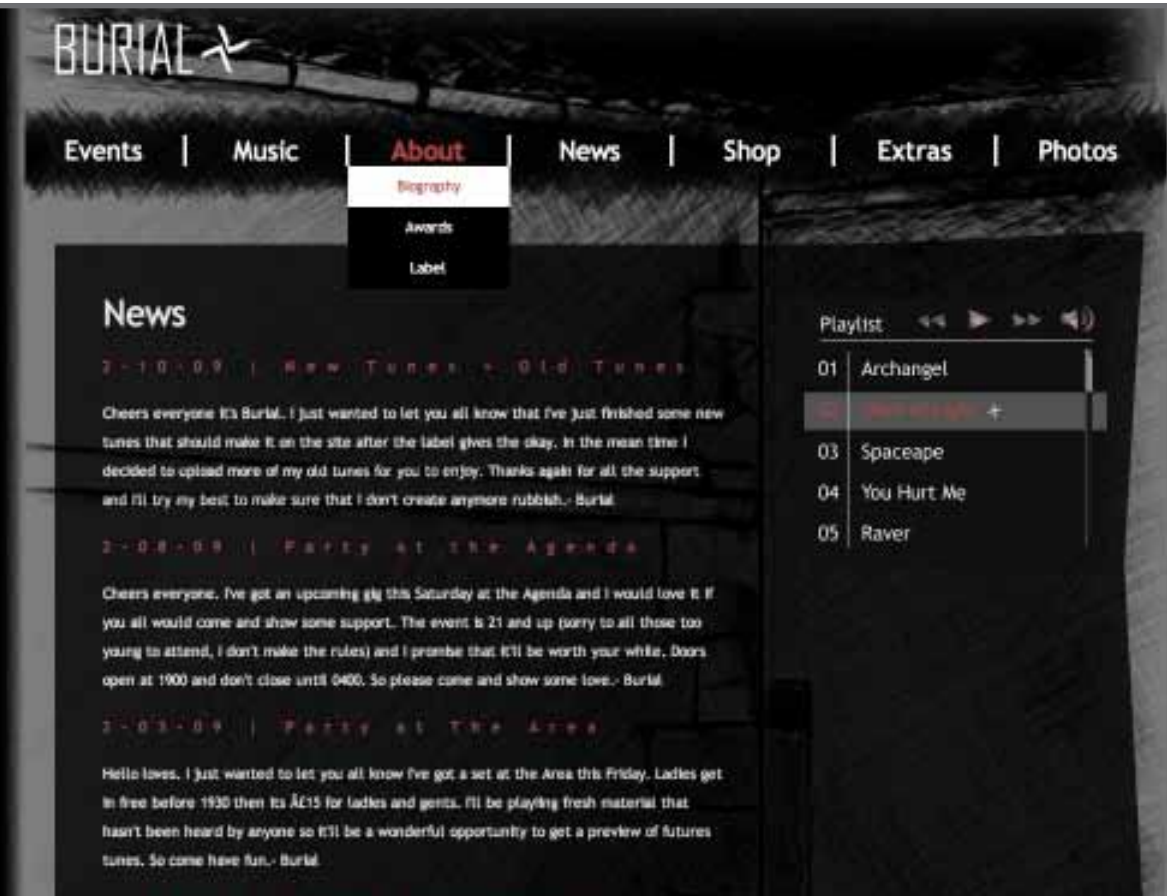 BURIAL
Events | Music | About | News | Shop | Extras | Photos
Biography
Awards
Label
News
2-10-09 | New Tunes + Old Tunes
Cheers everyone it's Burial. I just wanted to let you all know that I've just finished some new
tunes that should make it on the site after the label gives the okay. In the mean time I
decided to upload more of my old tunes for you to enjoy. Thanks again for all the support
and I'll try my best to make sure that I don't create anymore rubbish.- Burial
2-08-09 | Party at the Agenda
Cheers everyone. I've got an upcoming gig this Saturday at the Agenda and I would love it if
you all would come and show some support. The event is 21 and up (sorry to all those too
young to attend, I don't make the rules) and I promise that it'll be worth your while. Doors
open at 1900 and don't close until 0400. So please come and show some love.- Burial
2-03-09 | Party at The Area
Hello loves. I just wanted to let you all know I've got a set at the Area this Friday. Ladies get
in free before 1930 then its Â£15 for ladies and gents. I'll be playing fresh material that
hasn't been heard by anyone so it'll be a wonderful opportunity to get a preview of futures
tunes. So come have fun.- Burial
Playlist
01 Archangel
02
03 Spaceape
04 You Hurt Me
05 Raver